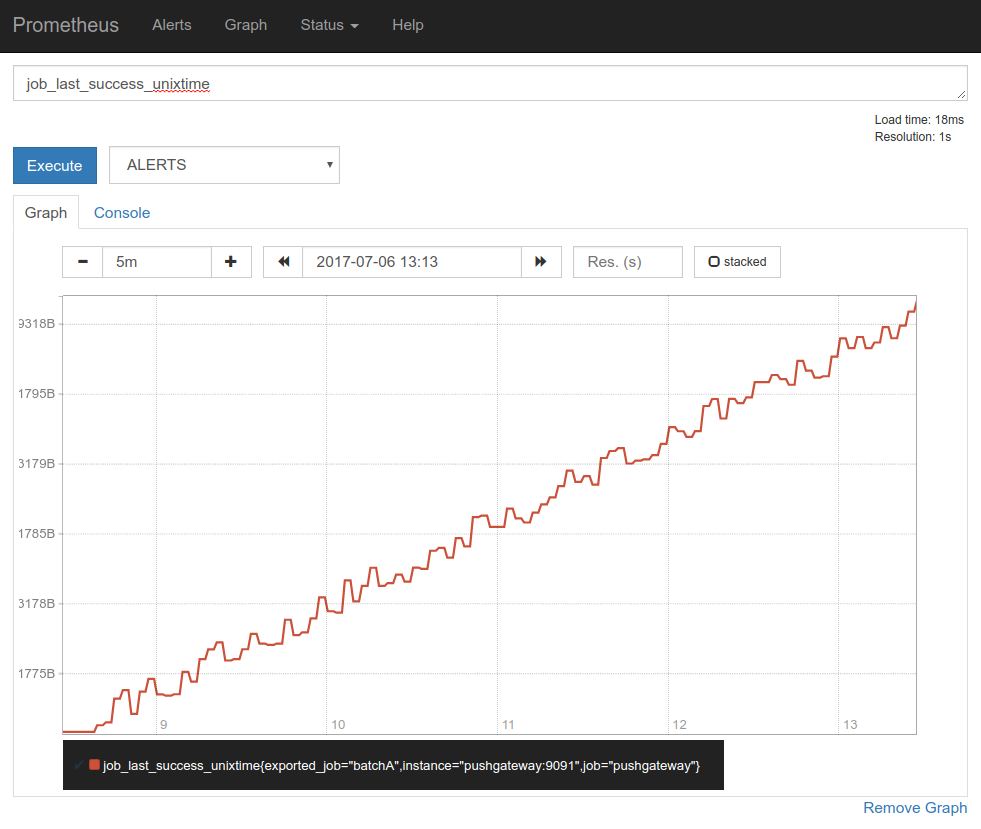 Prometheus Alerts Graph Status Help
job_last_success_unixtime
Load time: 18ms
Resolution: 1s
Execute ALERTS
Graph Console
5m 2017-07-06 13:13 Res. (s) stacked
9318B
1795B
3179B
1785B
3178B
1775B
9 10 11 12 13
job_last_success_unixtime{exported_job="batchA",instance="pushgateway:9091",job="pushgateway"}
Remove Graph